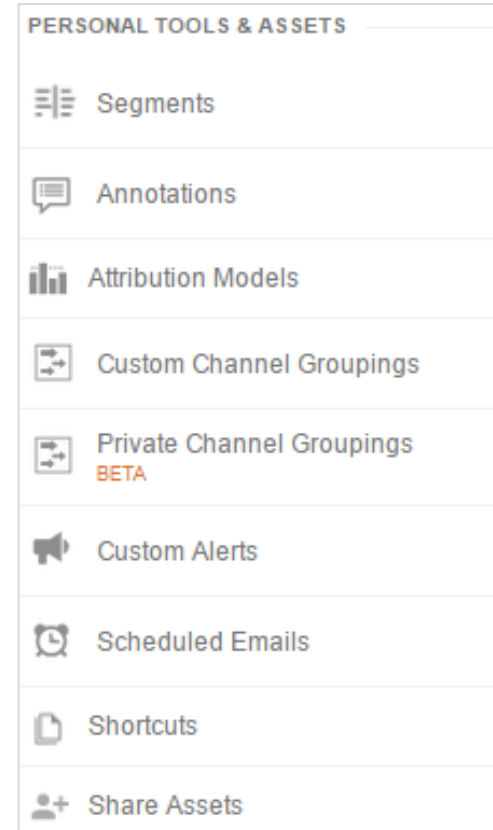 PERSONAL TOOLS & ASSETS
Segments
Annotations
Attribution Models
Custom Channel Groupings
Private Channel Groupings
BETA
Custom Alerts
Scheduled Emails
Shortcuts
Share Assets